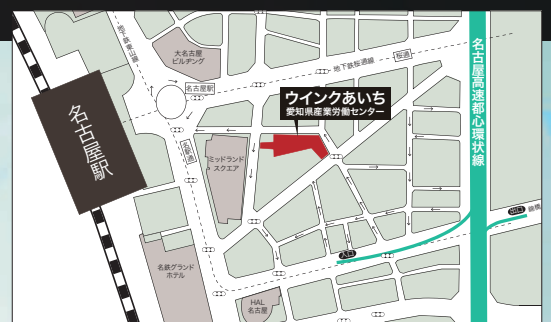 地下鉄東山線
大名古屋
ビルヂング
地下鉄桜通線
桜通
名古屋駅
名古屋高速都心環状線
ウインクあいち
愛知県産業労働センター
名古屋駅
名駅通
ミッドランド
スクエア
出口
錦橋
入口
名鉄グランド
ホテル
HAL
名古屋